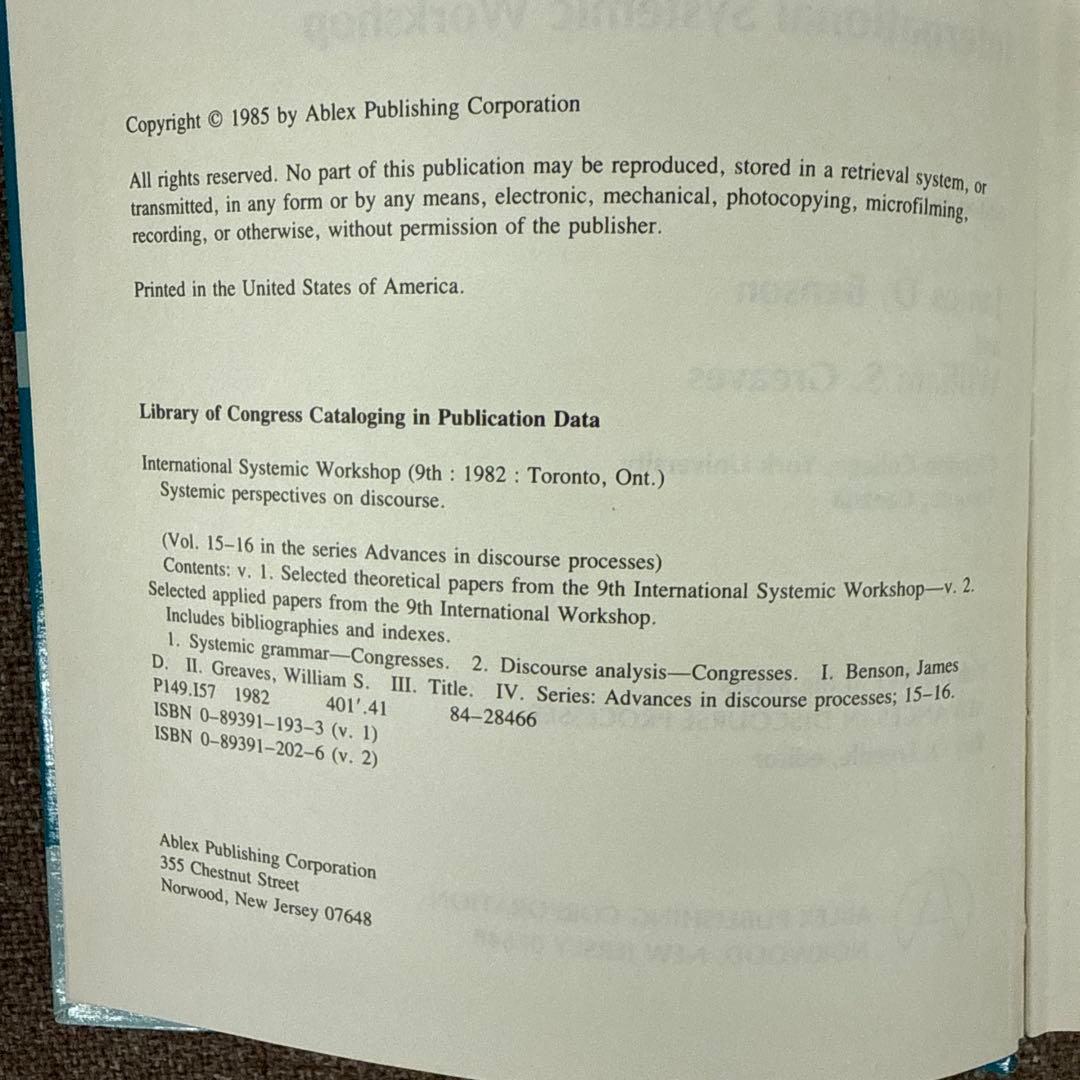 Copyright © 1985 by Ablex Publishing Corporation
All rights reserved. No part of this publication may be reproduced, stored in a retrieval system, or
transmitted, in any form or by any means, electronic, mechanical, photocopying, microfilming,
recording, or otherwise, without permission of the publisher.
Printed in the United States of America.
Library of Congress Cataloging in Publication Data
International Systemic Workshop (9th : 1982 : Toronto, Ont.)
Systemic perspectives on discourse.
(Vol. 15–16 in the series Advances in discourse processes)
Contents: v. 1. Selected theoretical papers from the 9th International Systemic Workshop—v. 2.
Selected applied papers from the 9th International Workshop.
Includes bibliographies and indexes.
1. Systemic grammar—Congresses. 2. Discourse analysis—Congresses. I. Benson, James
D. II. Greaves, William S. III. Title. IV. Series: Advances in discourse processes; 15–16.
P149.I57 1982 401'.41 84–28466
ISBN 0–89391–193–3 (v. 1)
ISBN 0–89391–202–6 (v. 2)
Ablex Publishing Corporation
355 Chestnut Street
Norwood, New Jersey 07648